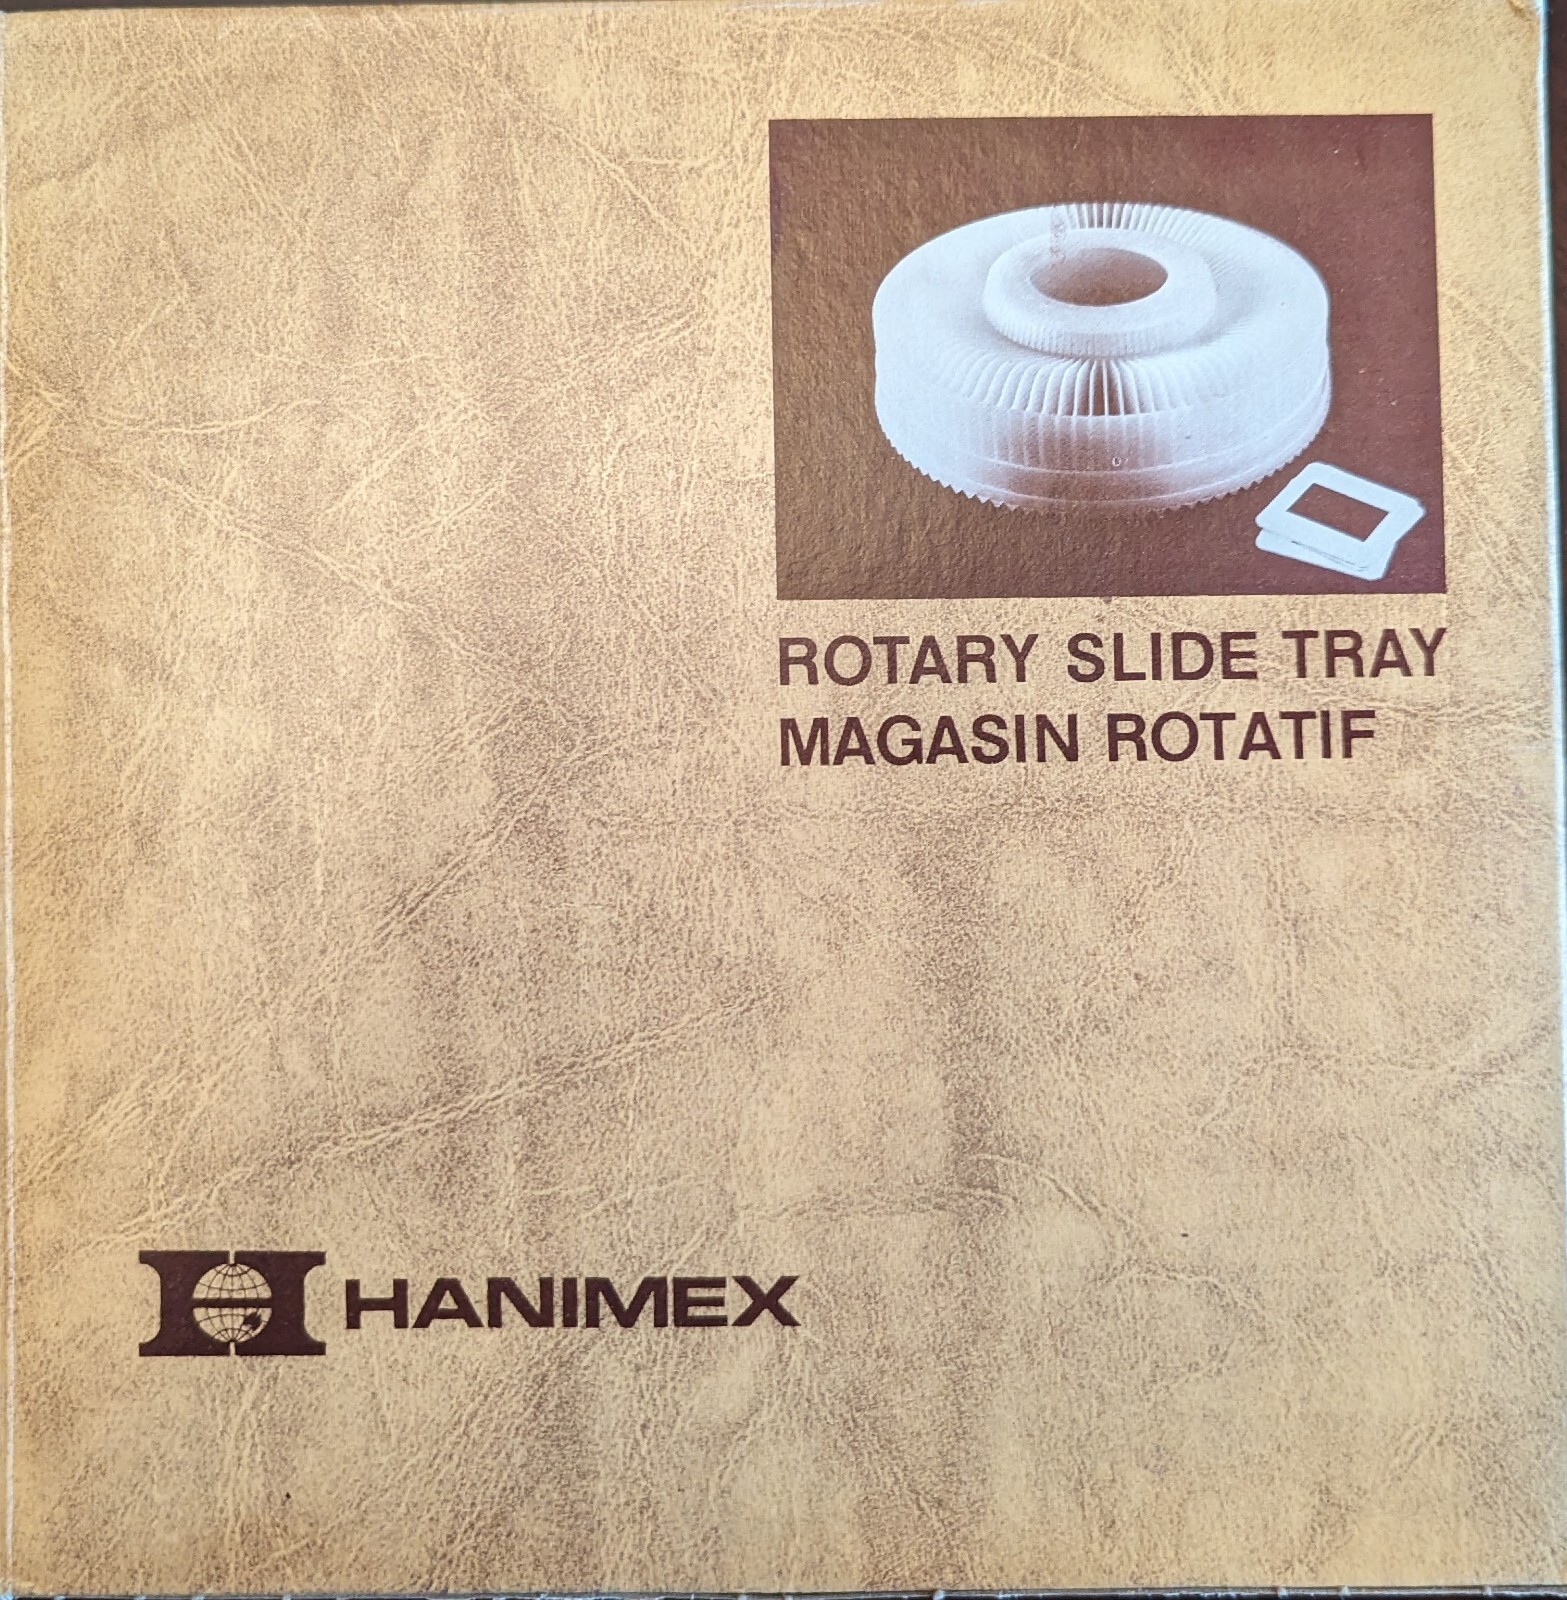 ROTARY SLIDE TRAY
MAGASIN ROTATIF
HANIMEX